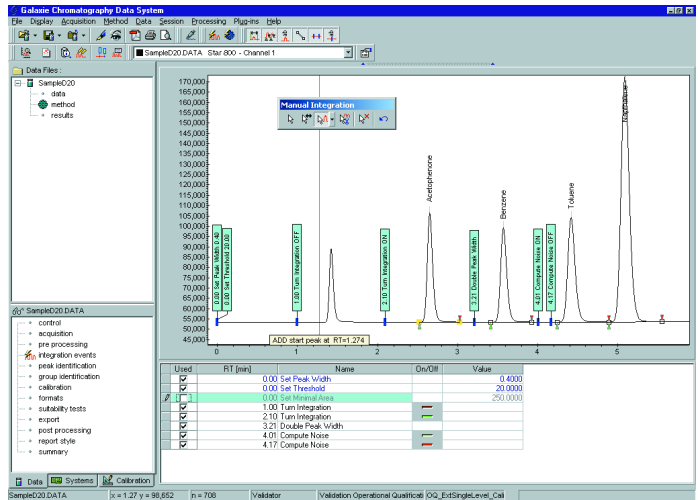 Galaxie Chromatography Data System
File Display Acquisition Method Data Session Processing Plug-ins Help
SampleD20.DATA Star 800 - Channel 1
Data Files :
SampleD20
data
method
results
SampleD20.DATA
control
acquisition
pre processing
integration events
peak identification
group identification
calibration
formats
suitability tests
export
post processing
report style
summary
Data Systems Calibration
170,000
165,000
160,000
155,000
150,000
145,000
140,000
135,000
130,000
125,000
120,000
115,000
110,000
105,000
100,000
95,000
90,000
85,000
80,000
75,000
70,000
65,000
60,000
55,000
50,000
45,000
Manual Integration
0.00 Set Peak Width 0.40
0.00 Set Threshold 20.00
1.00 Turn Integration OFF
2.10 Turn Integration ON
Acetophenone
3.21 Double Peak Width
Benzene
4.01 Compute Noise ON
4.17 Compute Noise OFF
Toluene
Naphtalene
0 1 2 3 4 5
ADD start peak at RT=1.274
Used RT [min] Name On/Off Value
0.00 Set Peak Width 0.4000
0.00 Set Threshold 20.0000
0.00 Set Minimal Area 250.0000
1.00 Turn Integration
2.10 Turn Integration
3.21 Double Peak Width
4.01 Compute Noise
4.17 Compute Noise
SampleD20.DATA x = 1.27 y = 98,652 n = 708 Validator Validation Operational Qualificati OQ_ExtSingleLevel_Cali